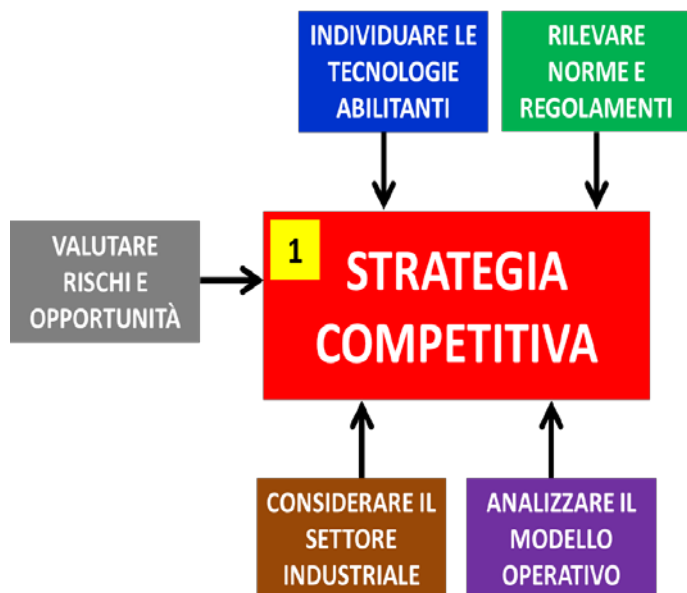 INDIVIDUARE LE
TECNOLOGIE
ABILITANTI
RILEVARE
NORME E
REGOLAMENTI
VALUTARE
RISCHI E
OPPORTUNITÀ
1
STRATEGIA
COMPETITIVA
CONSIDERARE IL
SETTORE
INDUSTRIALE
ANALIZZARE IL
MODELLO
OPERATIVO